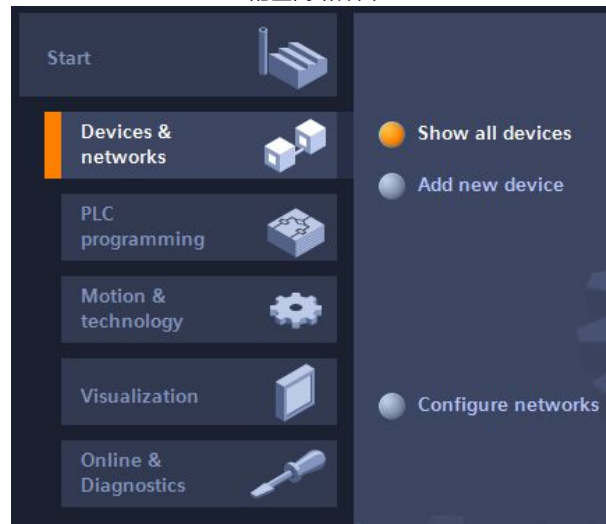 Start
Devices &
networks
PLC
programming
Motion &
technology
Visualization
Online &
Diagnostics
Show all devices
Add new device
Configure networks